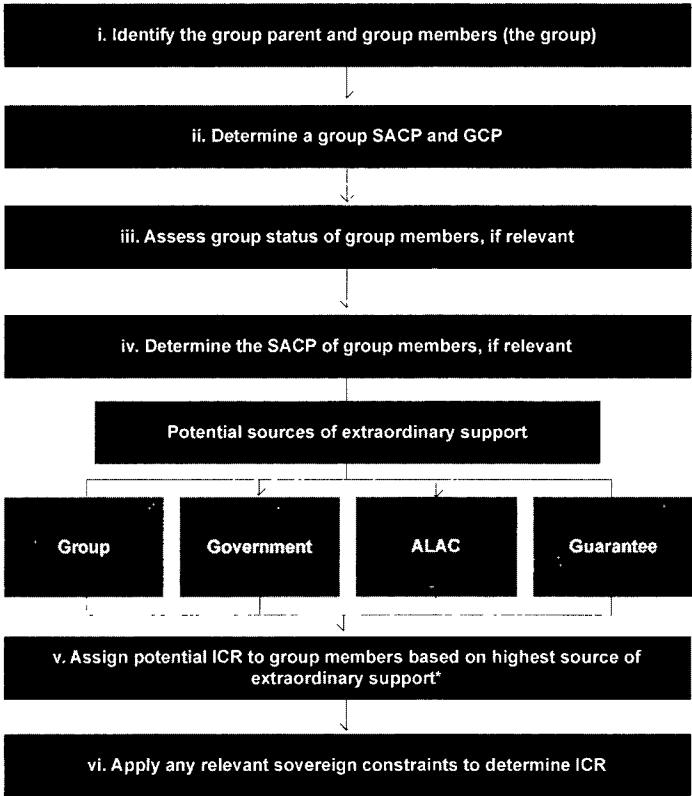 i. Identify the group parent and group members (the group)
ii. Determine a group SACP and GCP
iii. Assess group status of group members, if relevant
iv. Determine the SACP of group members, if relevant
Potential sources of extraordinary support
Group
Government
ALAC
Guarantee
v. Assign potential ICR to group members based on highest source of
extraordinary support*
vi. Apply any relevant sovereign constraints to determine ICR